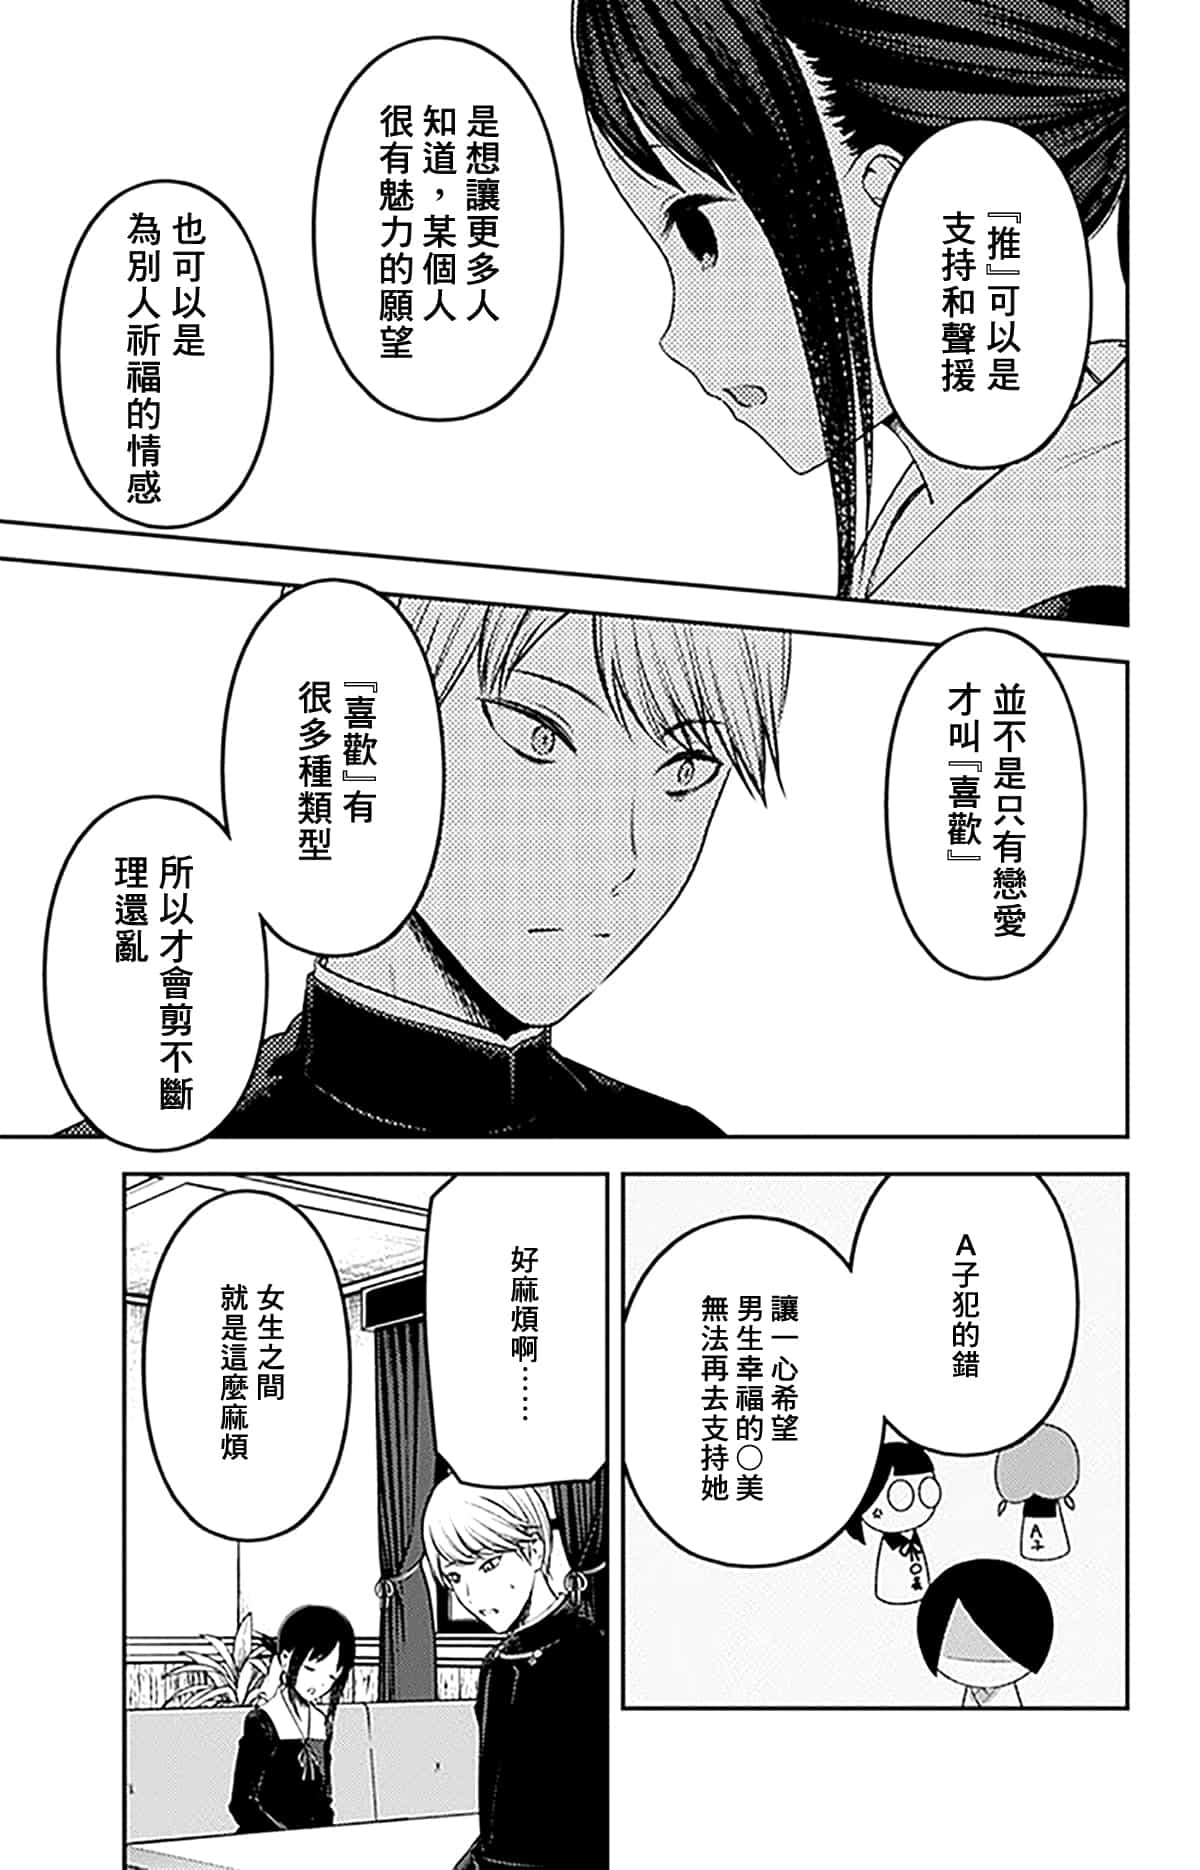 『推』可以是
支持和聲援
是想讓更多人
知道，某個人
很有魅力的願望
也可以是
為別人祈福的情感
並不是只有戀愛
才叫『喜歡』
『喜歡』有
很多種類型
所以才會剪不斷
理還亂
A子犯的錯
讓一心希望
男生幸福的○美
無法再去支持她
A子
○美
好麻煩啊……
女生之間
就是這麼麻煩